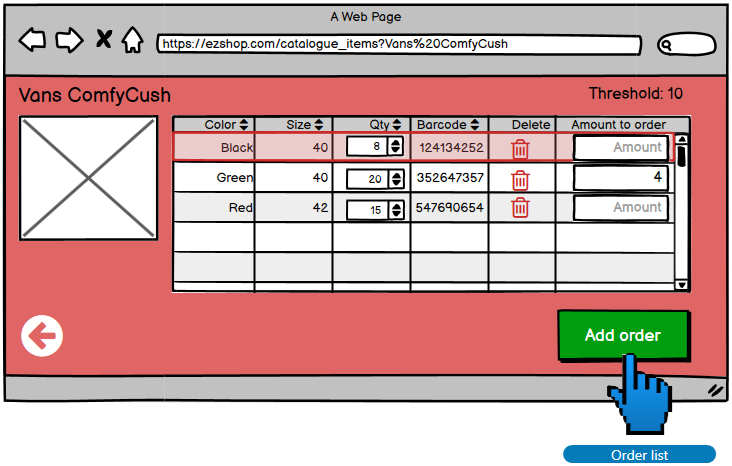 A Web Page
https://ezshop.com/catalogue_items?Vans%20ComfyCush
Vans ComfyCush
Threshold: 10
Color Size Qty Barcode Delete Amount to order
Black 40 8 124134252 Amount
Green 40 20 352647357 4
Red 42 15 547690654 Amount
Add order
Order list